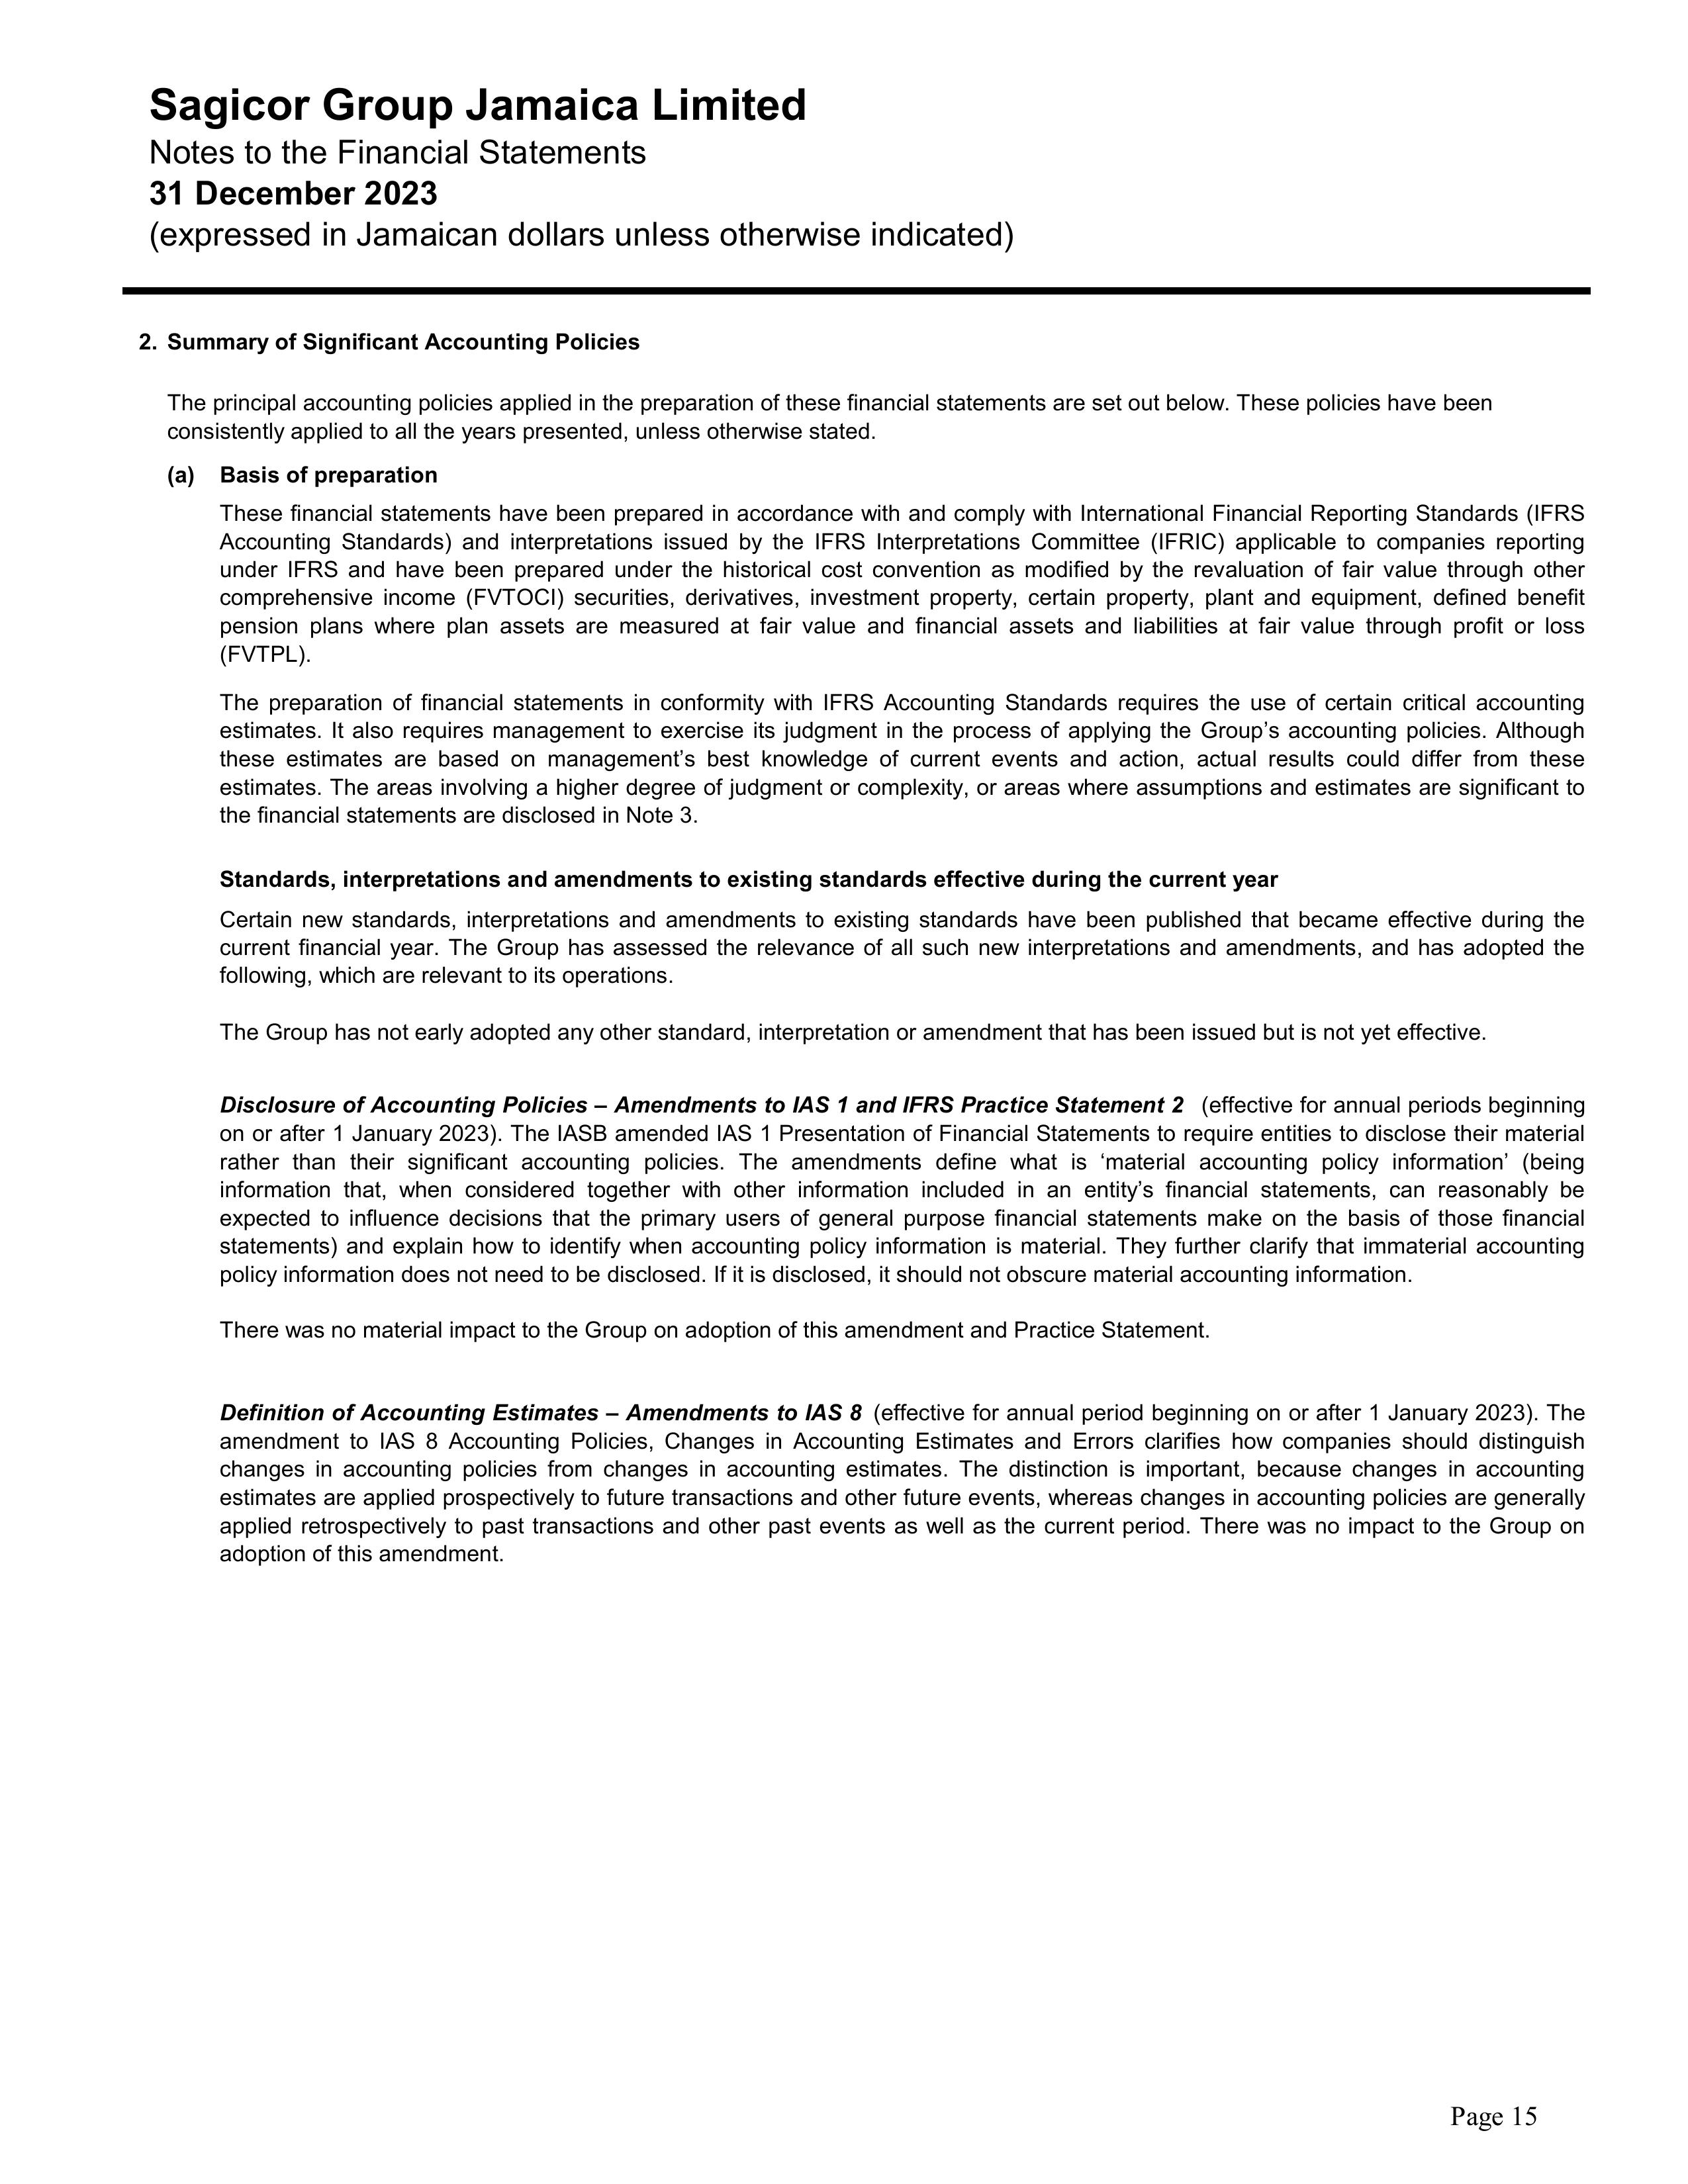 Sagicor Group Jamaica Limited
Notes to the Financial Statements
31 December 2023
(expressed in Jamaican dollars unless otherwise indicated)
2. Summary of Significant Accounting Policies
The principal accounting policies applied in the preparation of these financial statements are set out below. These policies have been
consistently applied to all the years presented, unless otherwise stated.
(a) Basis of preparation
These financial statements have been prepared in accordance with and comply with International Financial Reporting Standards (IFRS
Accounting Standards) and interpretations issued by the IFRS Interpretations Committee (IFRIC) applicable to companies reporting
under IFRS and have been prepared under the historical cost convention as modified by the revaluation of fair value through other
comprehensive income (FVTOCI) securities, derivatives, investment property, certain property, plant and equipment, defined benefit
pension plans where plan assets are measured at fair value and financial assets and liabilities at fair value through profit or loss
(FVTPL).
The preparation of financial statements in conformity with IFRS Accounting Standards requires the use of certain critical accounting
estimates. It also requires management to exercise its judgment in the process of applying the Group’s accounting policies. Although
these estimates are based on management’s best knowledge of current events and action, actual results could differ from these
estimates. The areas involving a higher degree of judgment or complexity, or areas where assumptions and estimates are significant to
the financial statements are disclosed in Note 3.
Standards, interpretations and amendments to existing standards effective during the current year
Certain new standards, interpretations and amendments to existing standards have been published that became effective during the
current financial year. The Group has assessed the relevance of all such new interpretations and amendments, and has adopted the
following, which are relevant to its operations.
The Group has not early adopted any other standard, interpretation or amendment that has been issued but is not yet effective.
Disclosure of Accounting Policies – Amendments to IAS 1 and IFRS Practice Statement 2 (effective for annual periods beginning
on or after 1 January 2023). The IASB amended IAS 1 Presentation of Financial Statements to require entities to disclose their material
rather than their significant accounting policies. The amendments define what is ‘material accounting policy information’ (being
information that, when considered together with other information included in an entity’s financial statements, can reasonably be
expected to influence decisions that the primary users of general purpose financial statements make on the basis of those financial
statements) and explain how to identify when accounting policy information is material. They further clarify that immaterial accounting
policy information does not need to be disclosed. If it is disclosed, it should not obscure material accounting information.
There was no material impact to the Group on adoption of this amendment and Practice Statement.
Definition of Accounting Estimates – Amendments to IAS 8 (effective for annual period beginning on or after 1 January 2023). The
amendment to IAS 8 Accounting Policies, Changes in Accounting Estimates and Errors clarifies how companies should distinguish
changes in accounting policies from changes in accounting estimates. The distinction is important, because changes in accounting
estimates are applied prospectively to future transactions and other future events, whereas changes in accounting policies are generally
applied retrospectively to past transactions and other past events as well as the current period. There was no impact to the Group on
adoption of this amendment.
Page 15